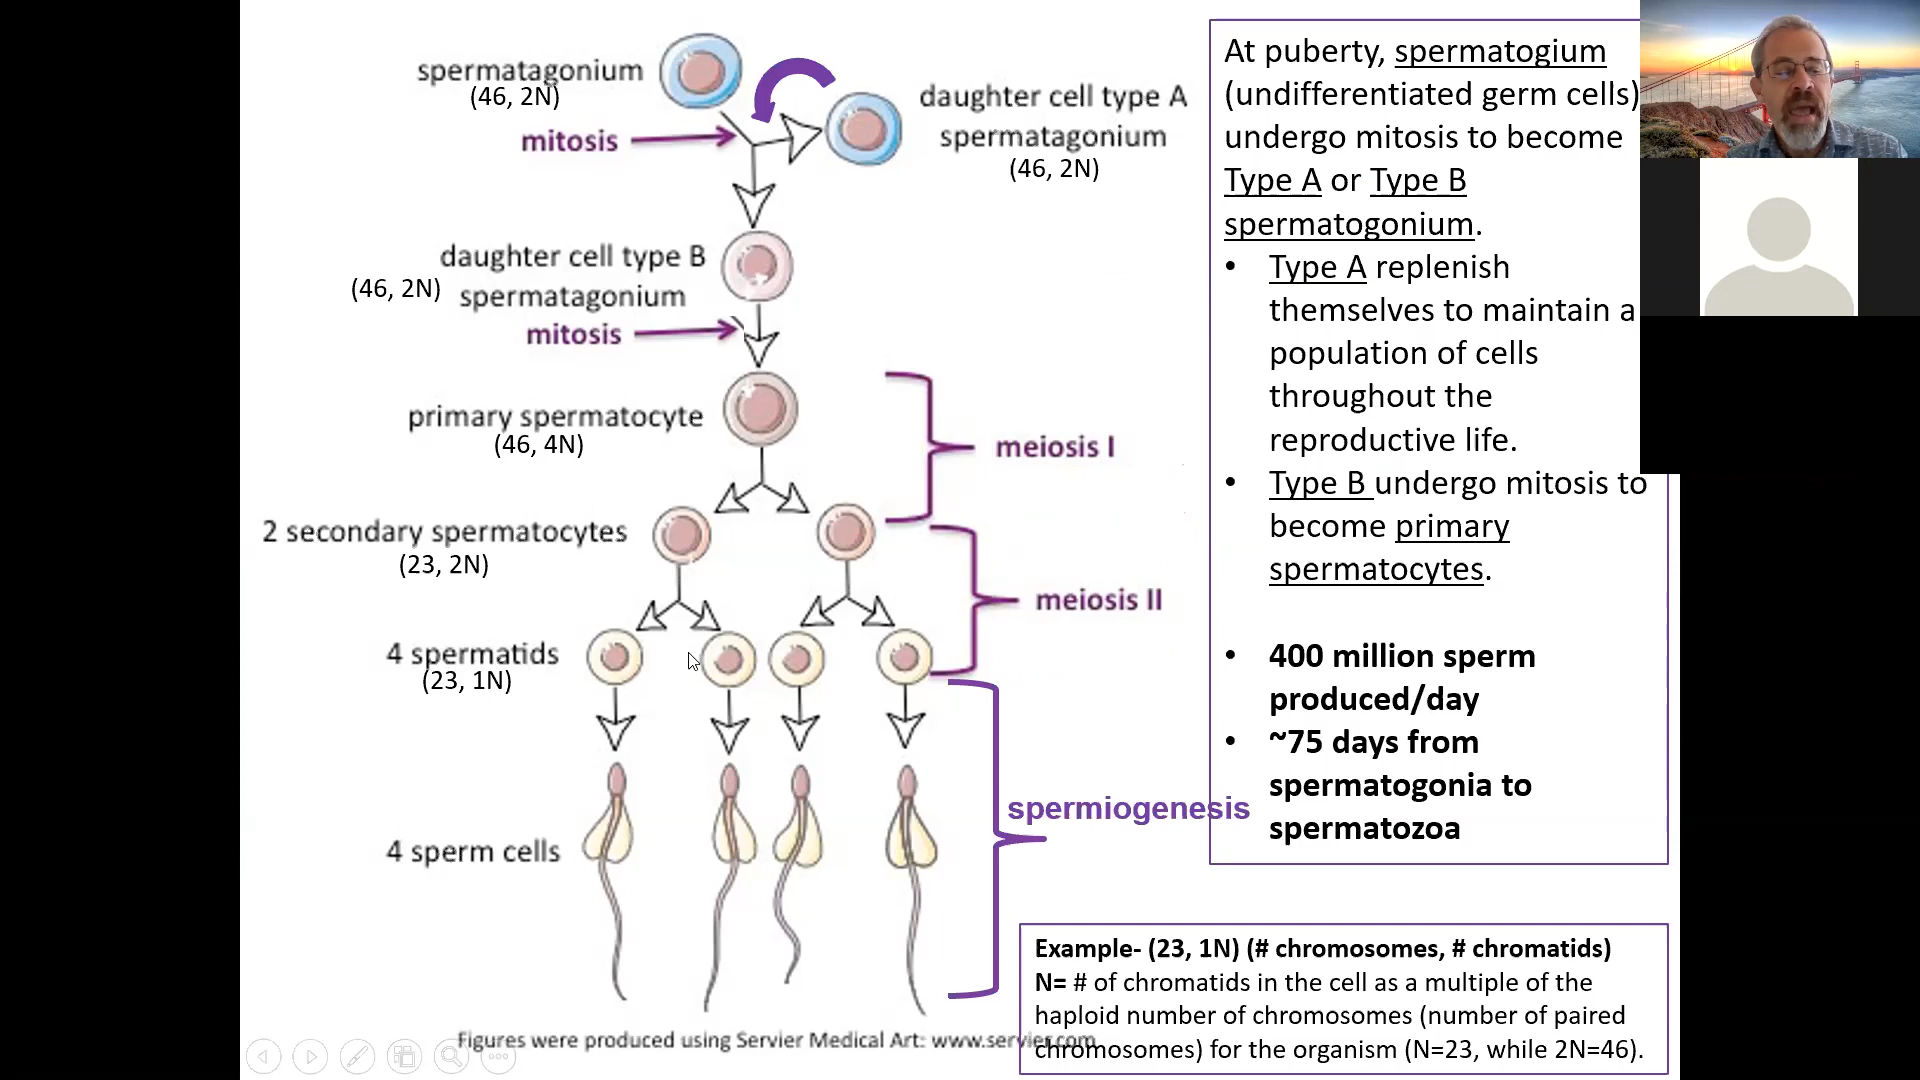 spermatagonium
(46, 2N)
mitosis
daughter cell type A
spermatagonium
(46, 2N)
daughter cell type B
(46, 2N) spermatagonium
mitosis
primary spermatocyte
(46, 4N)
meiosis I
2 secondary spermatocytes
(23, 2N)
meiosis II
4 spermatids
(23, 1N)
spermiogenesis
4 sperm cells
Figures were produced using Servier Medical Art: www.servier.com
At puberty, spermatogium
(undifferentiated germ cells)
undergo mitosis to become
Type A or Type B
spermatogonium.
• Type A replenish
themselves to maintain a
population of cells
throughout the
reproductive life.
• Type B undergo mitosis to
become primary
spermatocytes.
• 400 million sperm
produced/day
• ~75 days from
spermatogonia to
spermatozoa
Example- (23, 1N) (# chromosomes, # chromatids)
N= # of chromatids in the cell as a multiple of the
haploid number of chromosomes (number of paired
chromosomes) for the organism (N=23, while 2N=46).